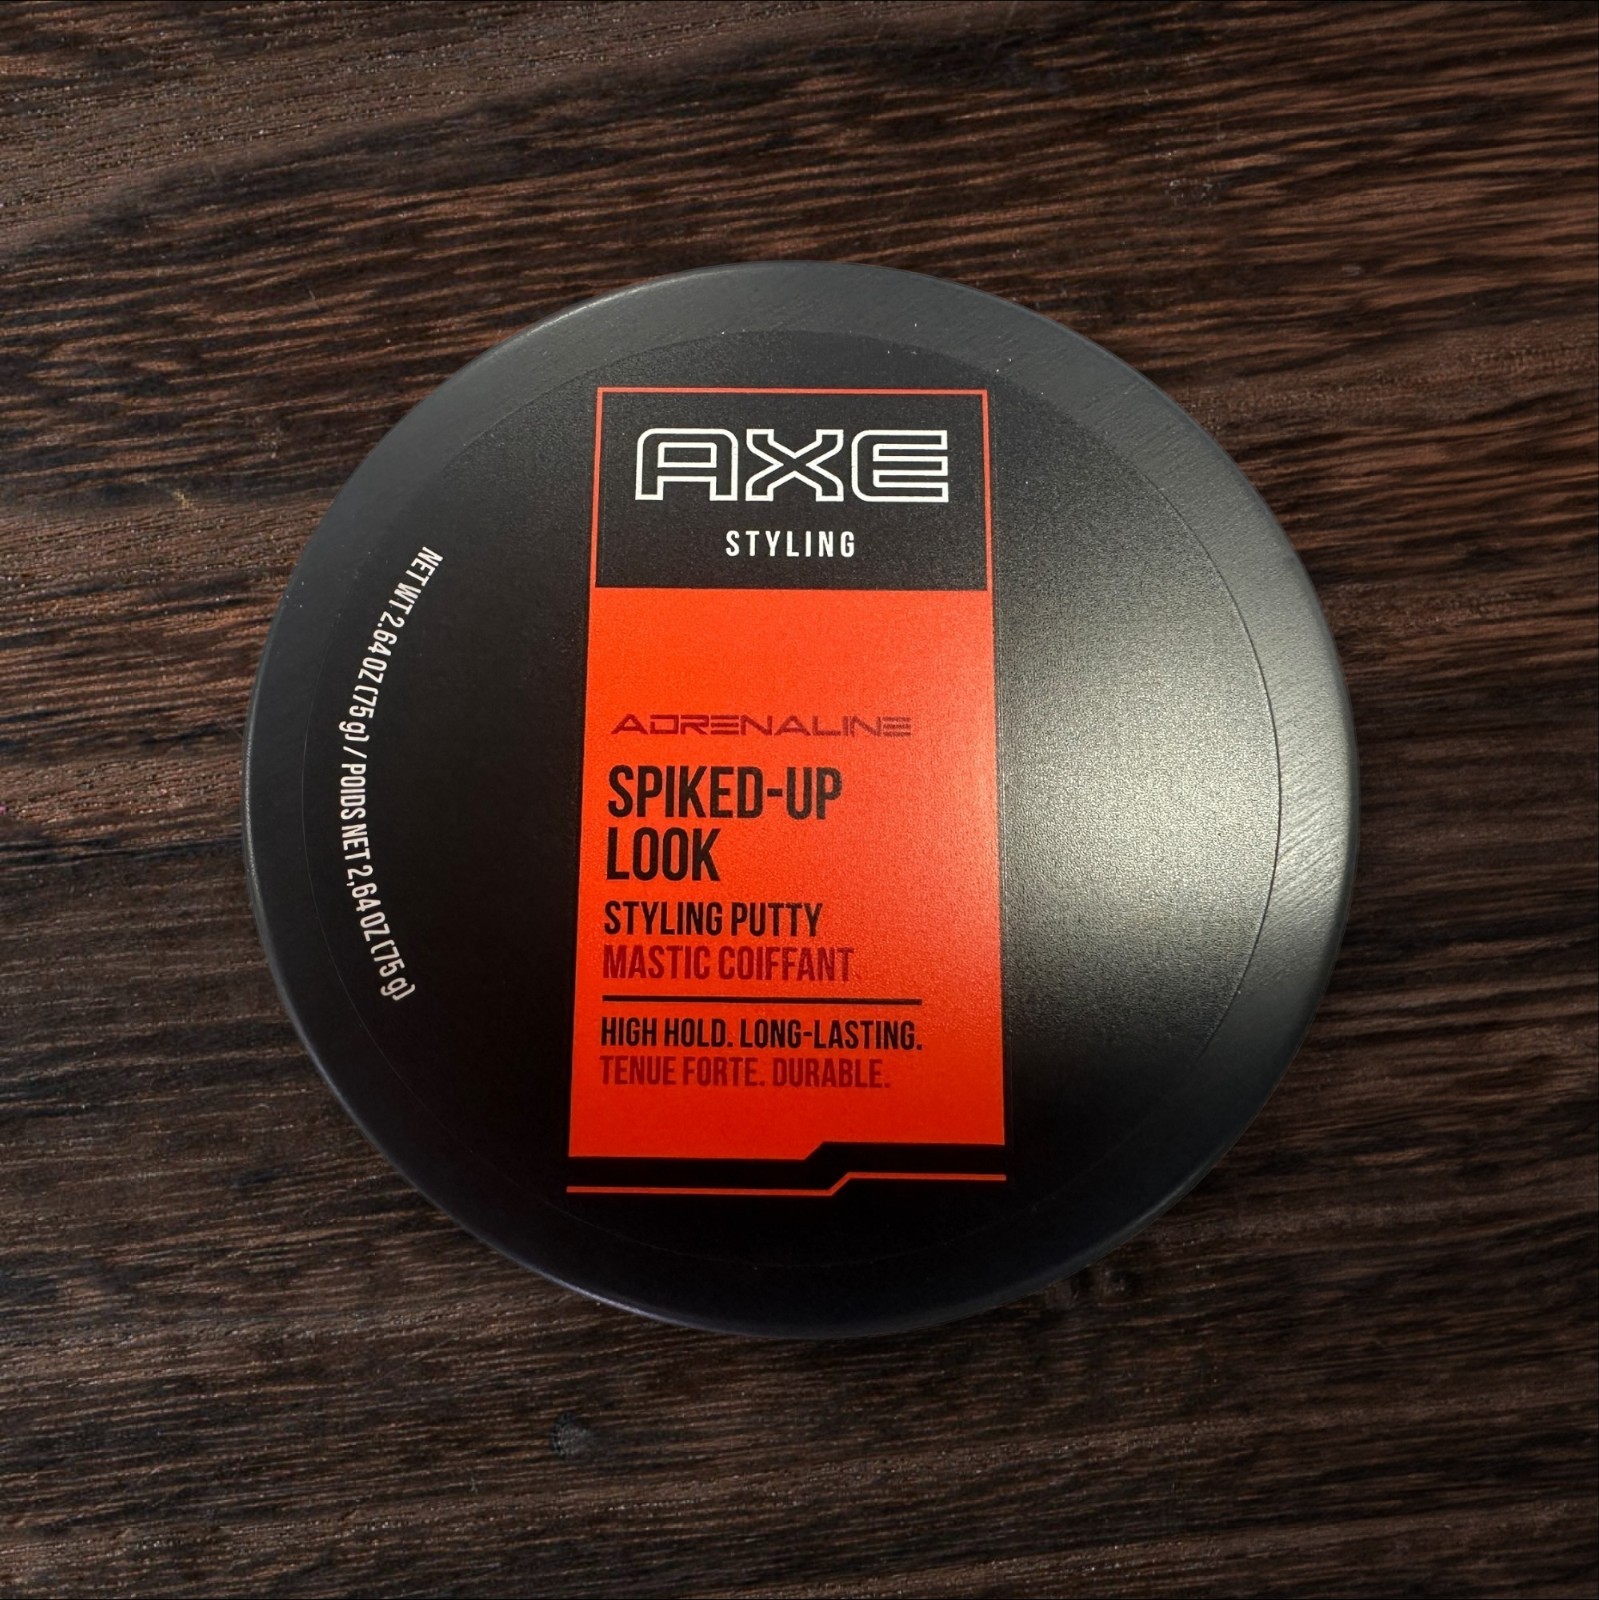 AXE
STYLING
ADRENALINE
SPIKED-UP
LOOK
STYLING PUTTY
MASTIC COIFFANT
HIGH HOLD. LONG-LASTING.
TENUE FORTE. DURABLE.
NET WT 2.64 OZ (75 g) / POIDS NET 2,64 OZ (75 g)